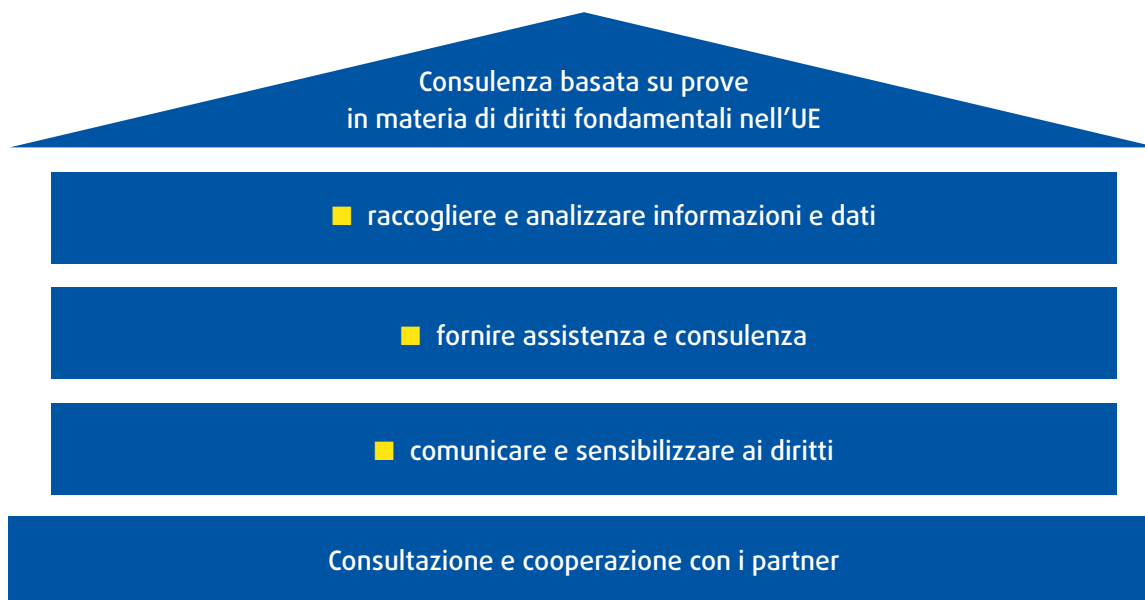 Consulenza basata su prove
in materia di diritti fondamentali nell’UE
raccogliere e analizzare informazioni e dati
fornire assistenza e consulenza
comunicare e sensibilizzare ai diritti
Consultazione e cooperazione con i partner